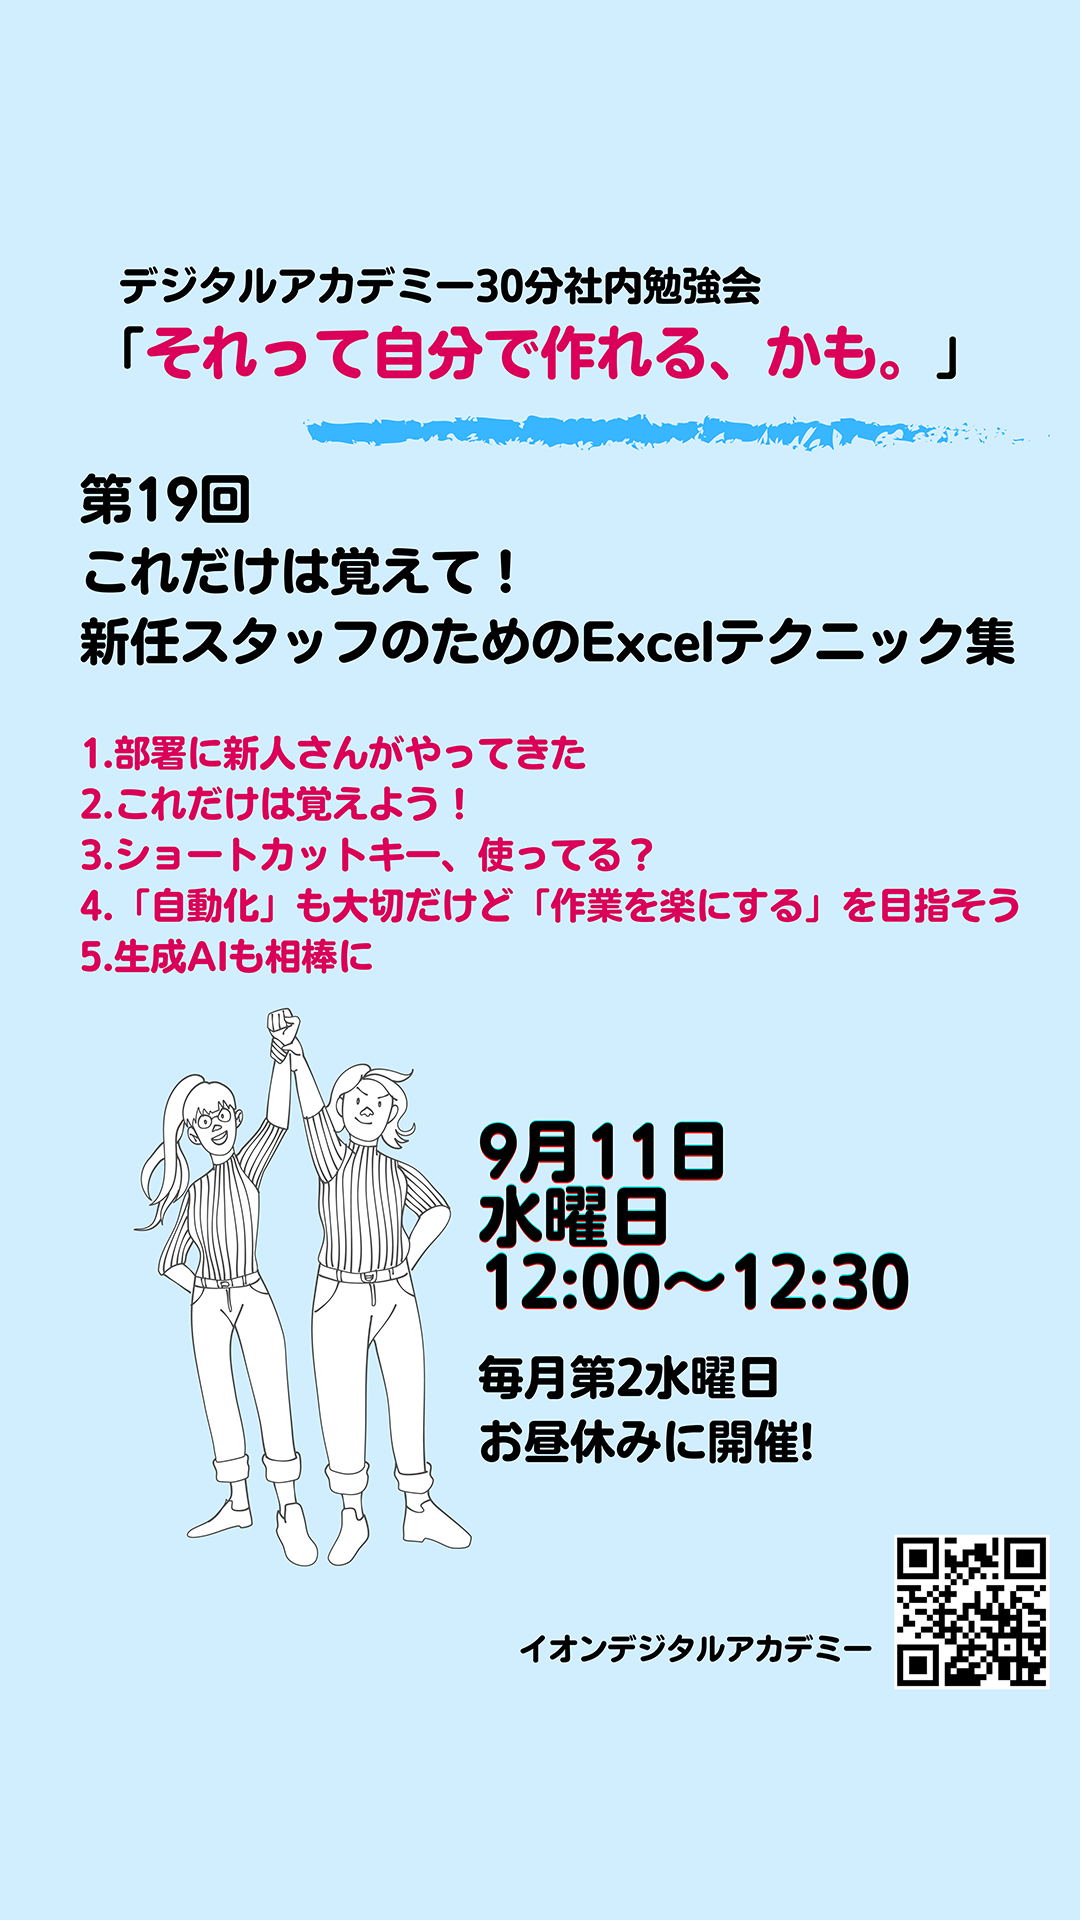 デジタルアカデミー30分社内勉強会
「それって自分で作れる、かも。」
第19回
これだけは覚えて！
新任スタッフのためのExcelテクニック集
1.部署に新人さんがやってきた
2.これだけは覚えよう！
3.ショートカットキー、使ってる？
4.「自動化」も大切だけど「作業を楽にする」を目指そう
5.生成AIも相棒に
9月11日
水曜日
12:00～12:30
毎月第2水曜日
お昼休みに開催!
イオンデジタルアカデミー